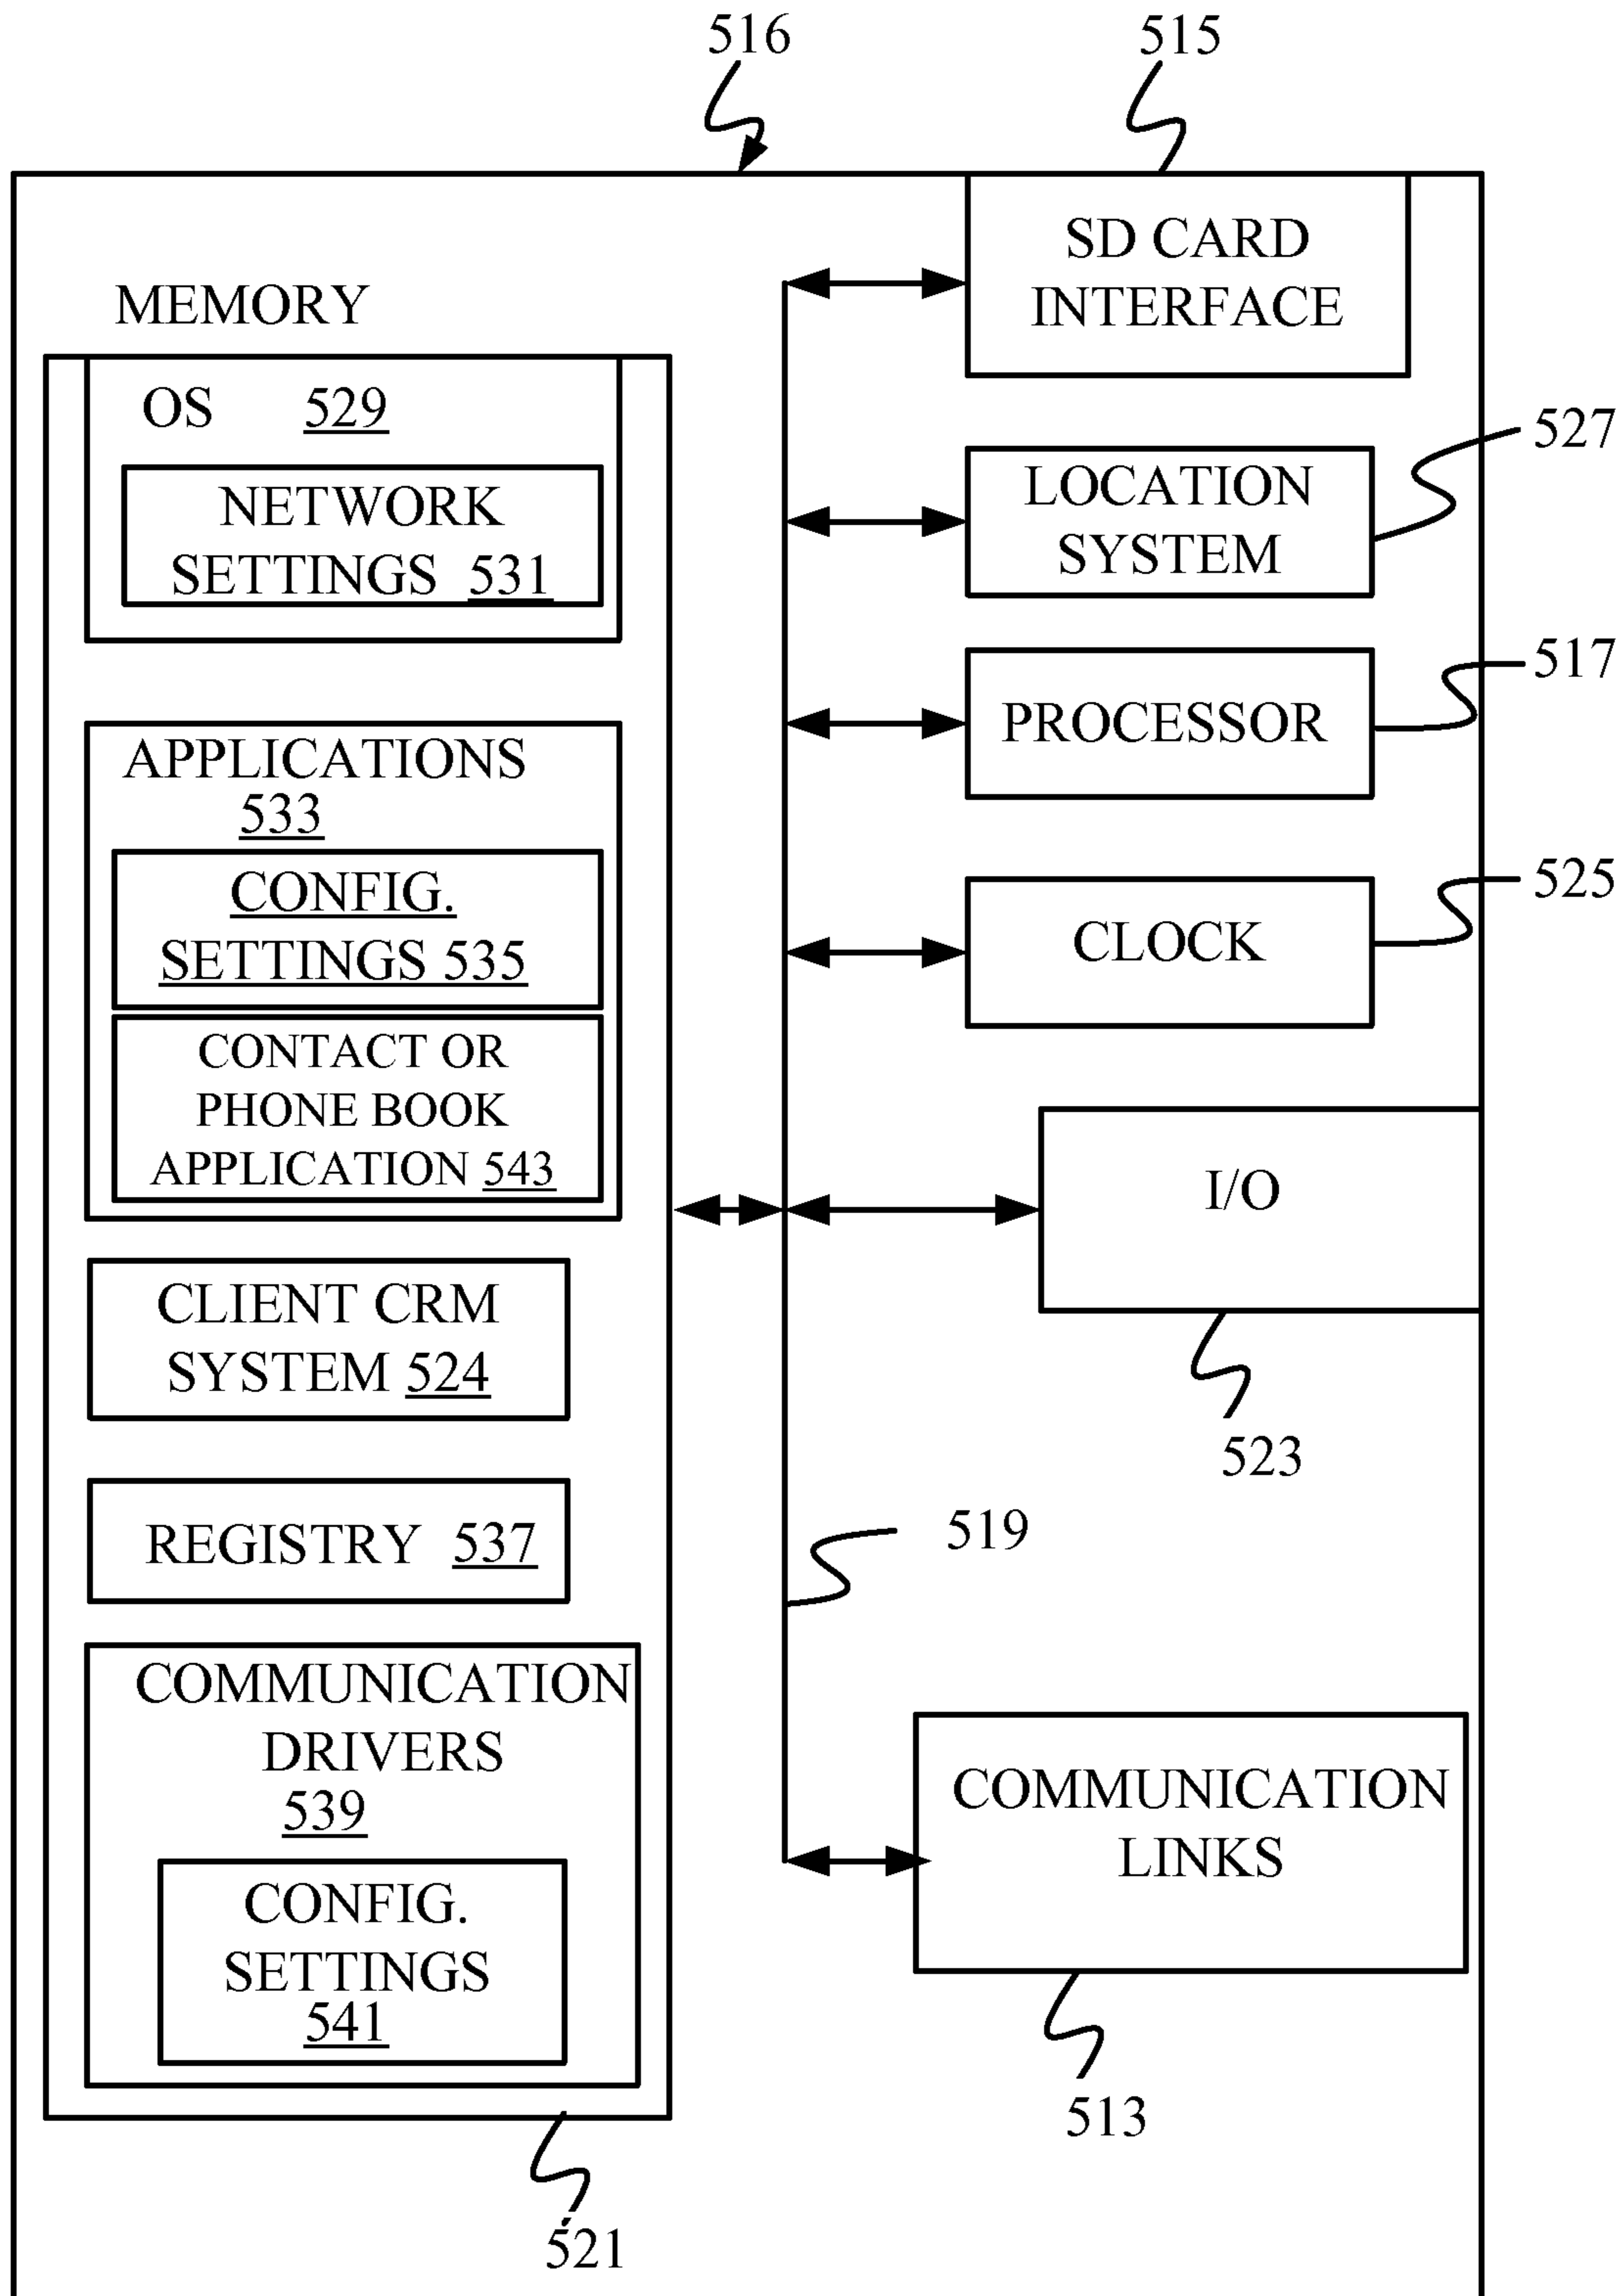 516
515
SD CARD
INTERFACE
MEMORY
OS 529
NETWORK
SETTINGS 531
527
LOCATION
SYSTEM
517
PROCESSOR
APPLICATIONS
533
CONFIG.
SETTINGS 535
525
CLOCK
CONTACT OR
PHONE BOOK
APPLICATION 543
I/O
523
CLIENT CRM
SYSTEM 524
REGISTRY 537
519
COMMUNICATION
DRIVERS
539
CONFIG.
SETTINGS
541
COMMUNICATION
LINKS
513
521